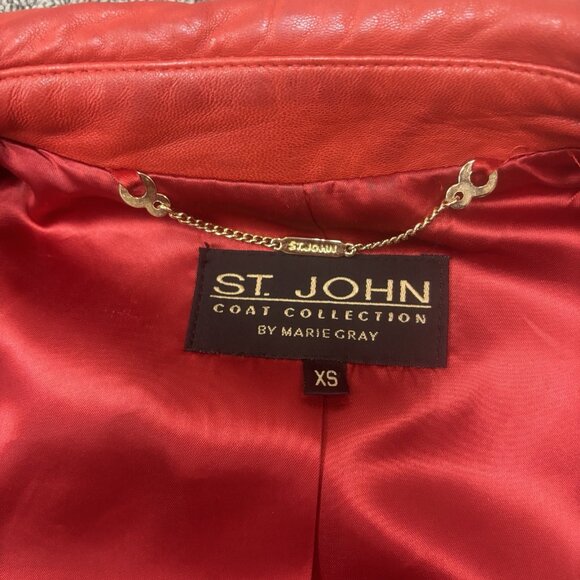 ST. JOHN
ST. JOHN
COAT COLLECTION
BY MARIE GRAY
XS